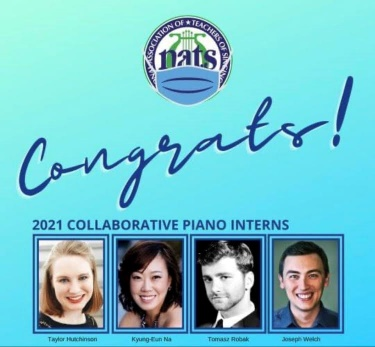 NATIONAL ASSOCIATION OF TEACHERS OF SINGING
nats
Congrats!
2021 COLLABORATIVE PIANO INTERNS
Taylor Hutchinson
Kyung-Eun Na
Tomasz Robak
Joseph Welch